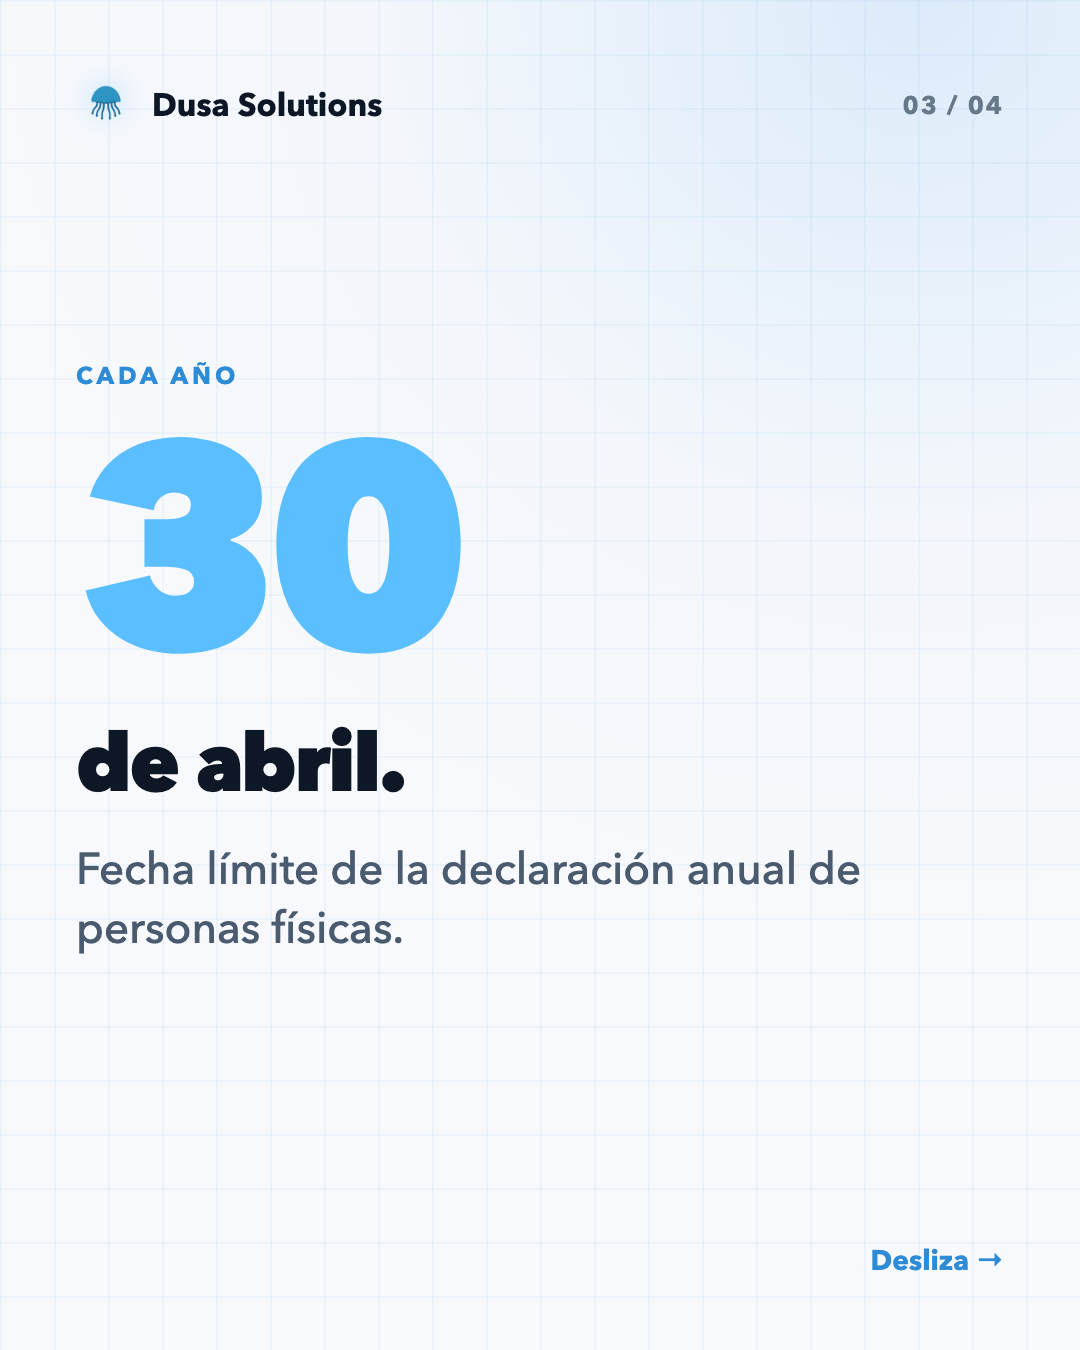 Dusa Solutions
03 / 04
CADA AÑO
30
de abril.
Fecha límite de la declaración anual de
personas físicas.
Desliza →